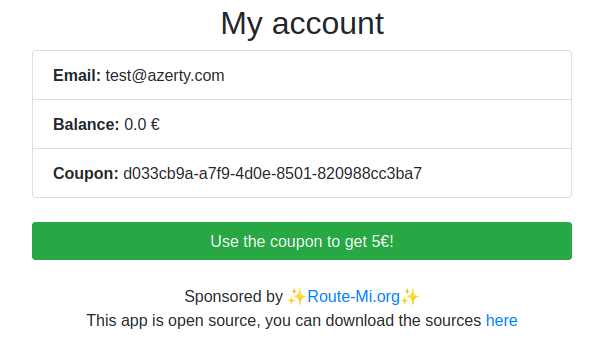 My account
Email: test@azerty.com
Balance: 0.0 €
Coupon: d033cb9a-a7f9-4d0e-8501-820988cc3ba7
Use the coupon to get 5€!
Sponsored by ✨Route-Mi.org✨
This app is open source, you can download the sources here